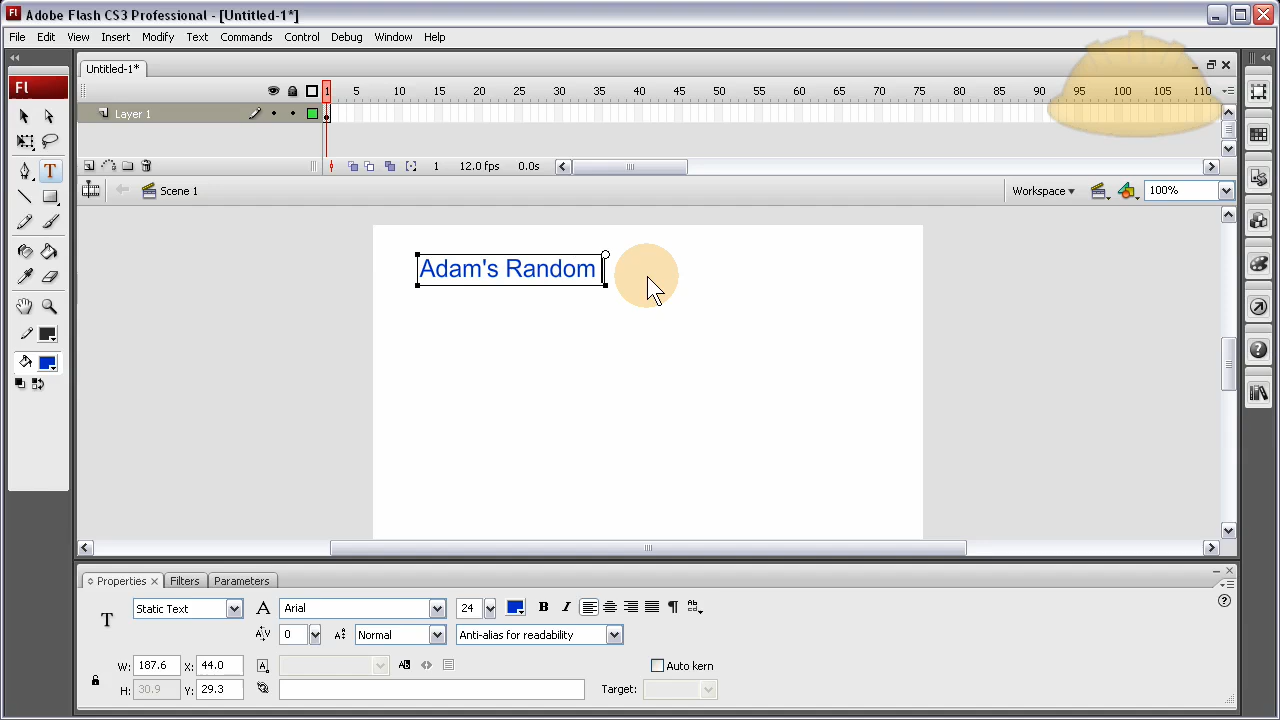 Fl Adobe Flash CS3 Professional - [Untitled-1*]
File Edit View Insert Modify Text Commands Control Debug Window Help
Untitled-1*
Fl
1 5 10 15 20 25 30 35 40 45 50 55 60 65 70 75 80 85 90 95 100 105 110
Layer 1
1 12.0 fps 0.0s
Scene 1 Workspace 100%
Adam's Random
Properties Filters Parameters
T Static Text A Arial 24 B I
A/V 0 Normal Anti-alias for readability
W: 187.6 X: 44.0 Auto kern
H: 30.9 Y: 29.3 Target: